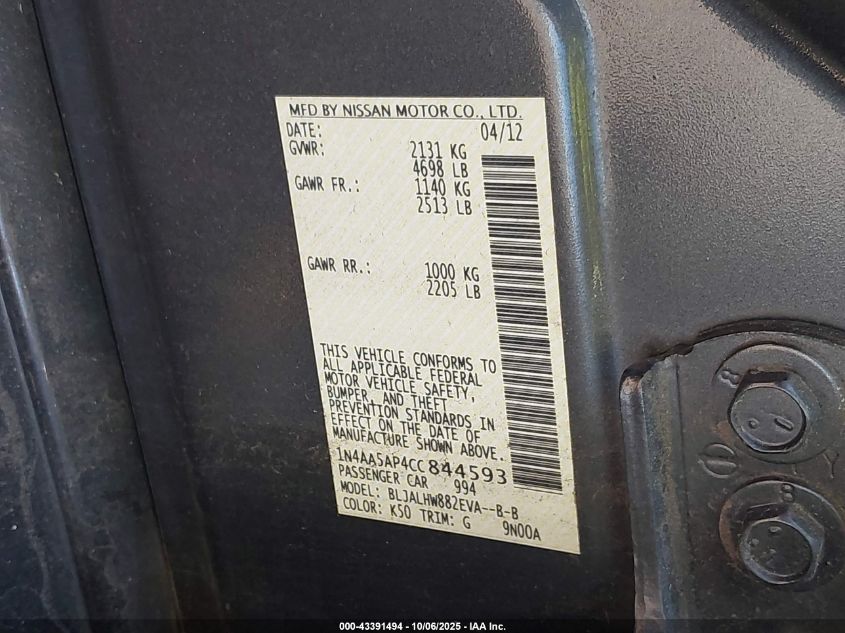 MFD BY NISSAN MOTOR CO., LTD.
DATE: 04/12
GVWR: 2131 KG
4698 LB
GAWR FR.: 1140 KG
2513 LB
GAWR RR.: 1000 KG
2205 LB
THIS VEHICLE CONFORMS TO
ALL APPLICABLE FEDERAL
MOTOR VEHICLE SAFETY,
BUMPER, AND THEFT
PREVENTION STANDARDS IN
EFFECT ON THE DATE OF
MANUFACTURE SHOWN ABOVE.
1N4AA5AP4CC844593
PASSENGER CAR 994
MODEL: BLJALHW882EVA--B-B
COLOR: K50 TRIM: G 9N00A
8
8
000-43391494 - 10/06/2025 - IAA Inc.